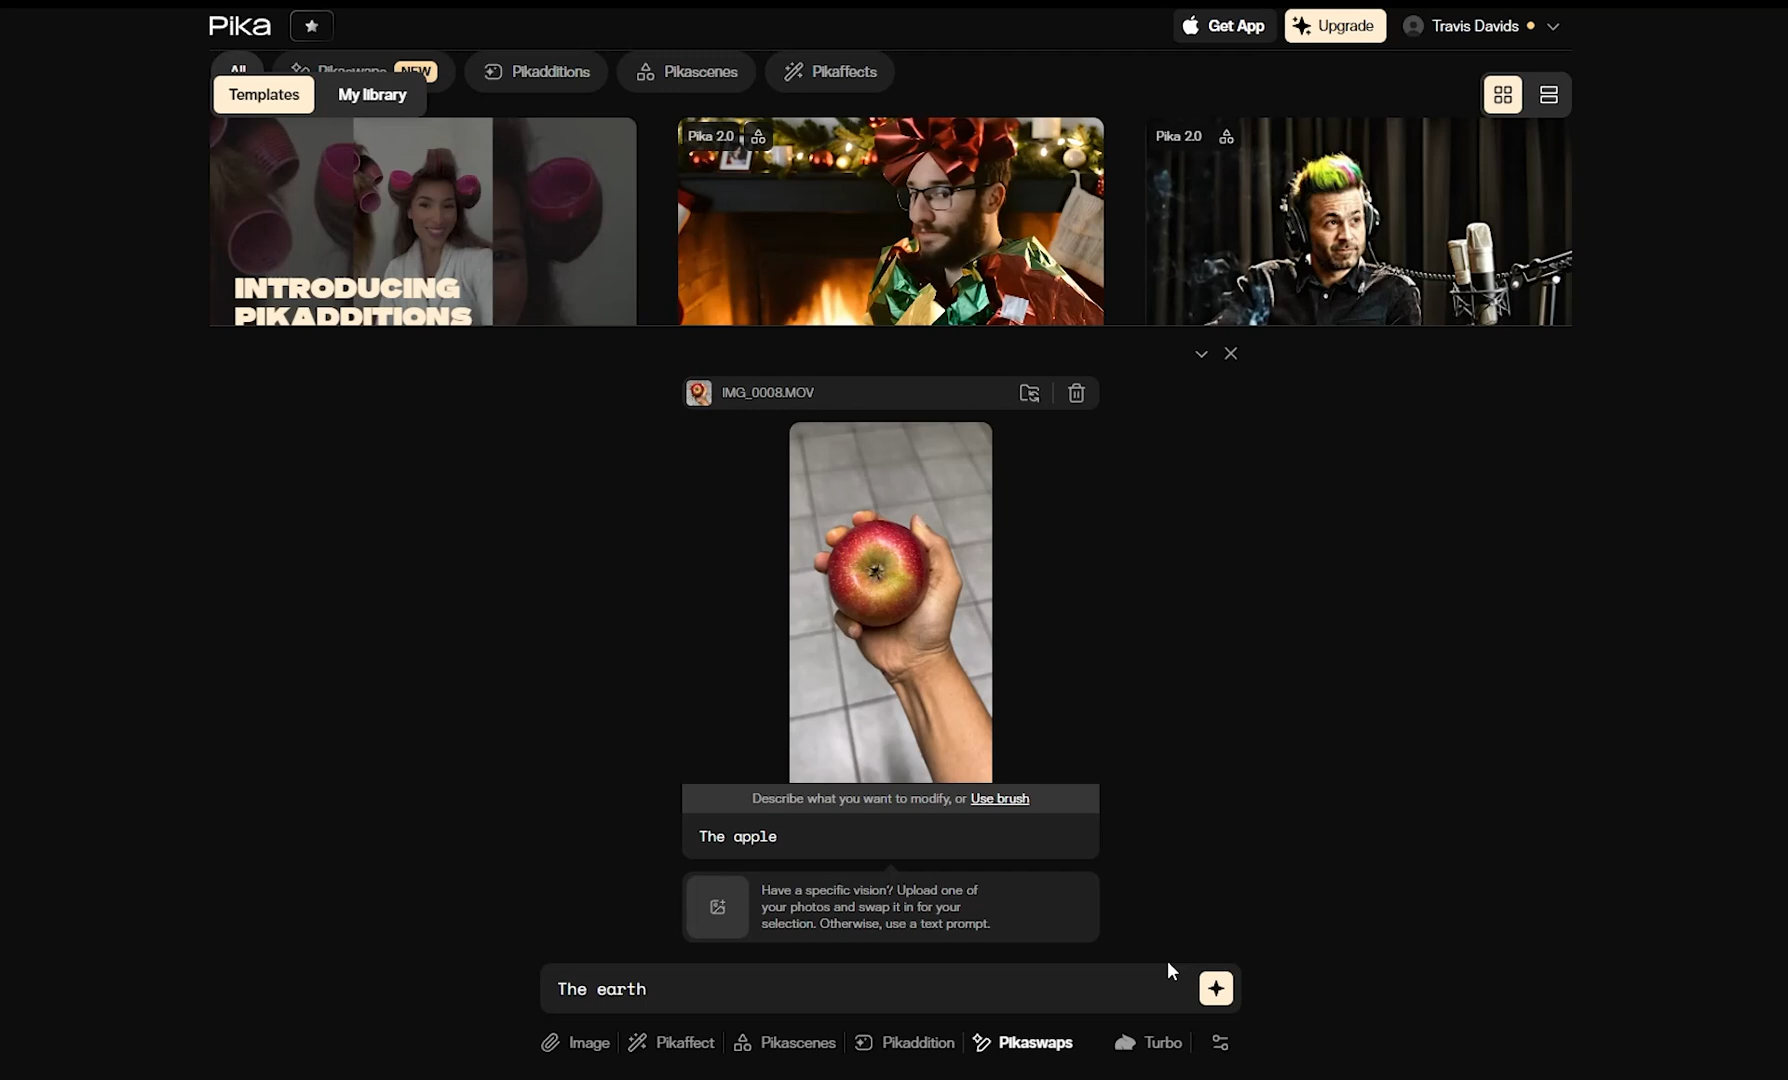 Pika
Get App
Upgrade
Travis Davids
All
Pikaswaps
NEW
Pikadditions
Pikascenes
Pikaffects
Templates
My library
INTRODUCING
PIKADDITIONS
Pika 2.0
Pika 2.0
IMG_0008.MOV
Describe what you want to modify, or Use brush
The apple
Have a specific vision? Upload one of
your photos and swap it in for your
selection. Otherwise, use a text prompt.
The earth
Image
Pikaffect
Pikascenes
Pikaddition
Pikaswaps
Turbo